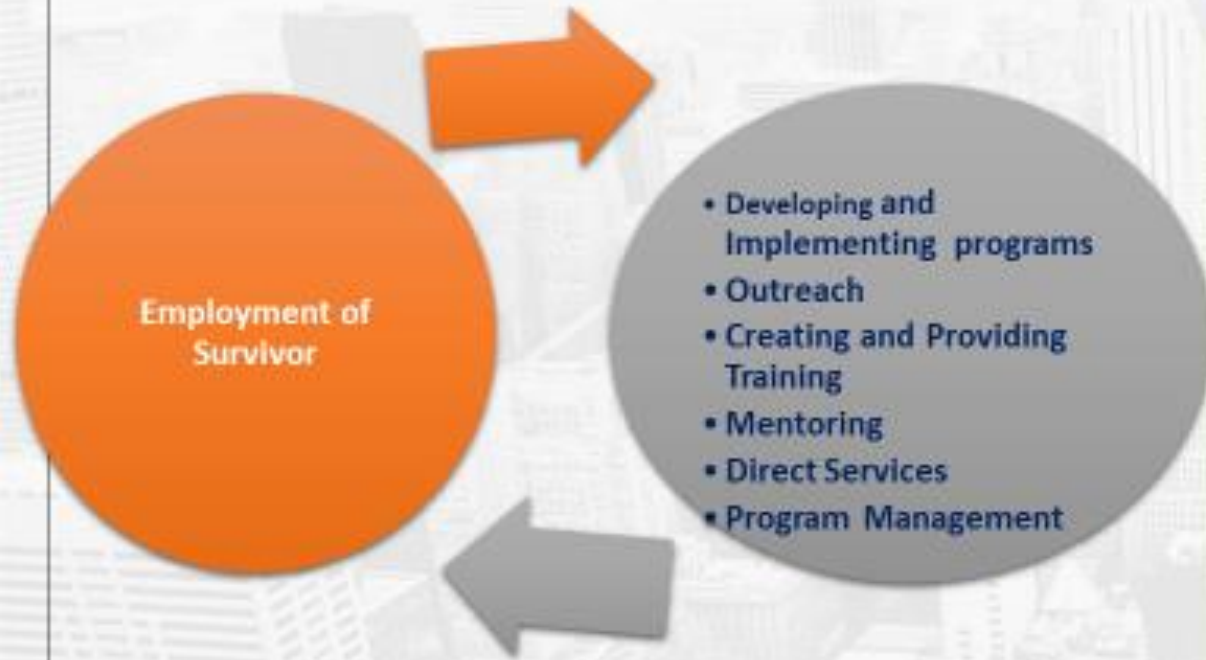 Employment of
Survivor
• Developing and
Implementing programs
• Outreach
• Creating and Providing
Training
• Mentoring
• Direct Services
• Program Management